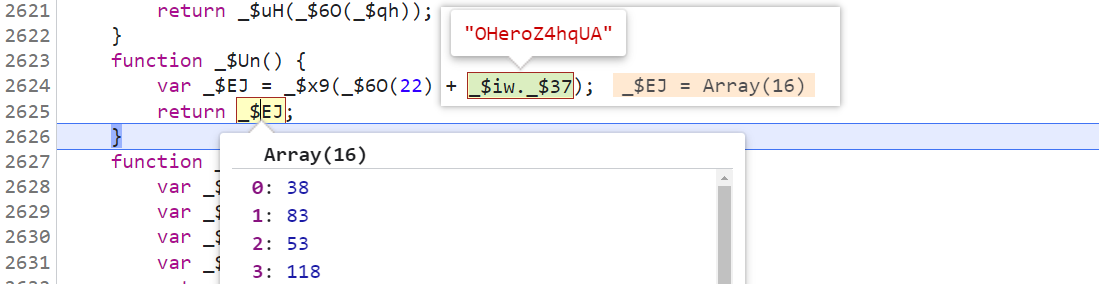 2621 return _$uH(_$6O(_$qh));
"OHeroZ4hqUA"
2622 }
2623 function _$Un() {
2624 var _$EJ = _$x9(_$6O(22) + _$iw._$37); _$EJ = Array(16)
2625 return _$EJ;
2626 }
2627 function _
Array(16)
2628 var _$
0: 38
2629 var _$
1: 83
2630 var _$
2: 53
2631 var _$
3: 118